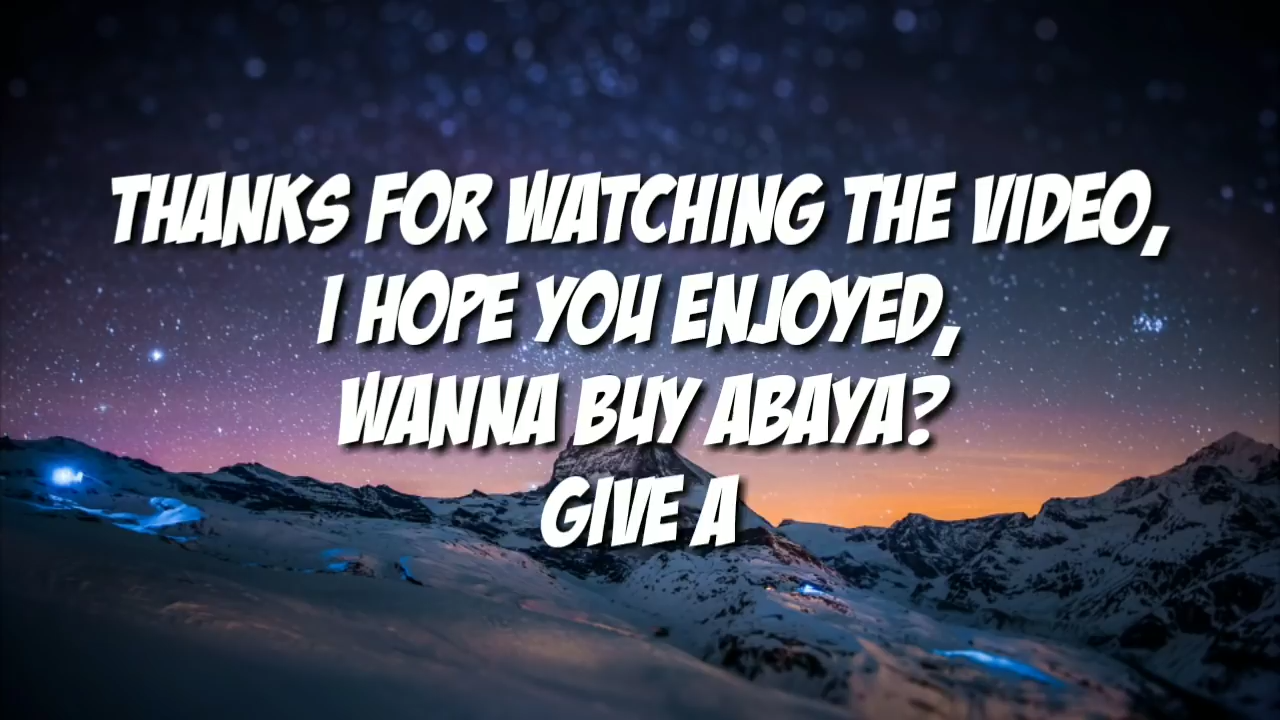 THANKS FOR WATCHING THE VIDEO,
I HOPE YOU ENJOYED,
WANNA BUY ABAYA?
GIVE A